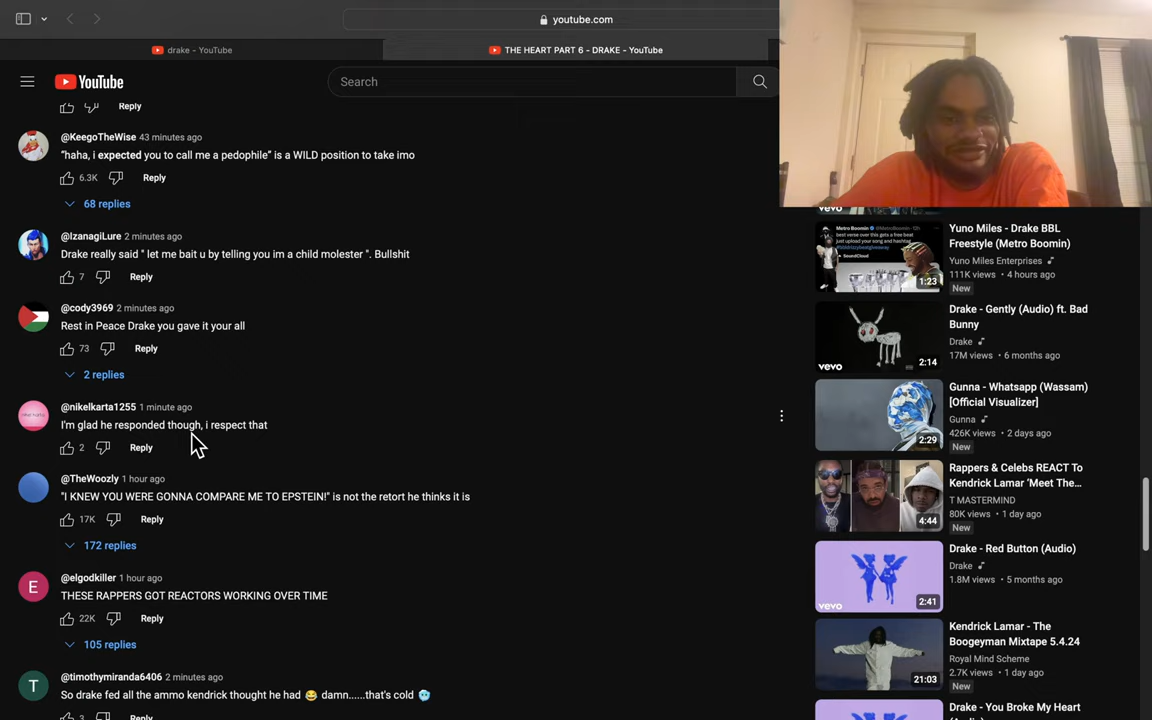 youtube.com
drake - YouTube
THE HEART PART 6 - DRAKE - YouTube
YouTube
Search
Reply
@KeegoTheWise 43 minutes ago
“haha, i expected you to call me a pedophile” is a WILD position to take imo
6.3K Reply
68 replies
@IzanagiLure 2 minutes ago
Drake really said " let me bait u by telling you im a child molester ". Bullshit
7 Reply
@cody3969 2 minutes ago
Rest in Peace Drake you gave it your all
73 Reply
2 replies
@nikelkarta1255 1 minute ago
I'm glad he responded though, i respect that
2 Reply
@TheWoozly 1 hour ago
"I KNEW YOU WERE GONNA COMPARE ME TO EPSTEIN!" is not the retort he thinks it is
17K Reply
172 replies
E
@elgodkiller 1 hour ago
THESE RAPPERS GOT REACTORS WORKING OVER TIME
22K Reply
105 replies
T
@timothymiranda6406 2 minutes ago
So drake fed all the ammo kendrick thought he had 😂 damn......that's cold 🥶
3 Reply
vevo
Metro Boomin
1:23
Yuno Miles - Drake BBL
Freestyle (Metro Boomin)
Yuno Miles Enterprises
111K views • 4 hours ago
New
vevo
2:14
Drake - Gently (Audio) ft. Bad
Bunny
Drake
17M views • 6 months ago
2:29
Gunna - Whatsapp (Wassam)
[Official Visualizer]
Gunna
426K views • 2 days ago
New
4:44
Rappers & Celebs REACT To
Kendrick Lamar ‘Meet The...
T MASTERMIND
80K views • 1 day ago
New
vevo
2:41
Drake - Red Button (Audio)
Drake
1.8M views • 5 months ago
21:03
Kendrick Lamar - The
Boogeyman Mixtape 5.4.24
Royal Mind Scheme
2.7K views • 1 day ago
New
Drake - You Broke My Heart